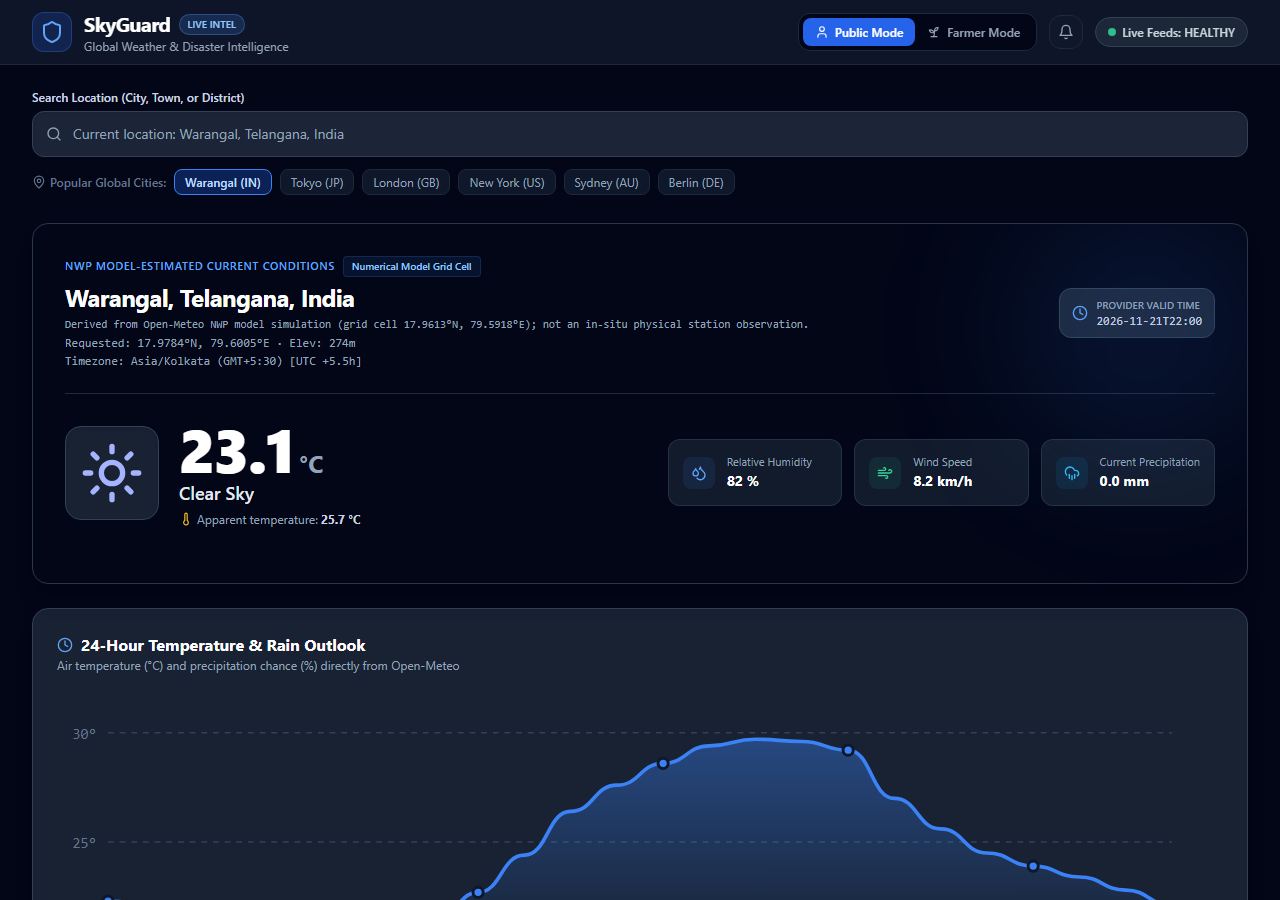 SkyGuard LIVE INTEL
Global Weather & Disaster Intelligence
Public Mode
Farmer Mode
Live Feeds: HEALTHY
Search Location (City, Town, or District)
Current location: Warangal, Telangana, India
Popular Global Cities: Warangal (IN) Tokyo (JP) London (GB) New York (US) Sydney (AU) Berlin (DE)
NWP MODEL-ESTIMATED CURRENT CONDITIONS Numerical Model Grid Cell
Warangal, Telangana, India
Derived from Open-Meteo NWP model simulation (grid cell 17.9613°N, 79.5918°E); not an in-situ physical station observation.
Requested: 17.9784°N, 79.6005°E · Elev: 274m
Timezone: Asia/Kolkata (GMT+5:30) [UTC +5.5h]
PROVIDER VALID TIME
2026-11-21T22:00
23.1 °C
Clear Sky
Apparent temperature: 25.7 °C
Relative Humidity
82 %
Wind Speed
8.2 km/h
Current Precipitation
0.0 mm
24-Hour Temperature & Rain Outlook
Air temperature (°C) and precipitation chance (%) directly from Open-Meteo
30°
25°